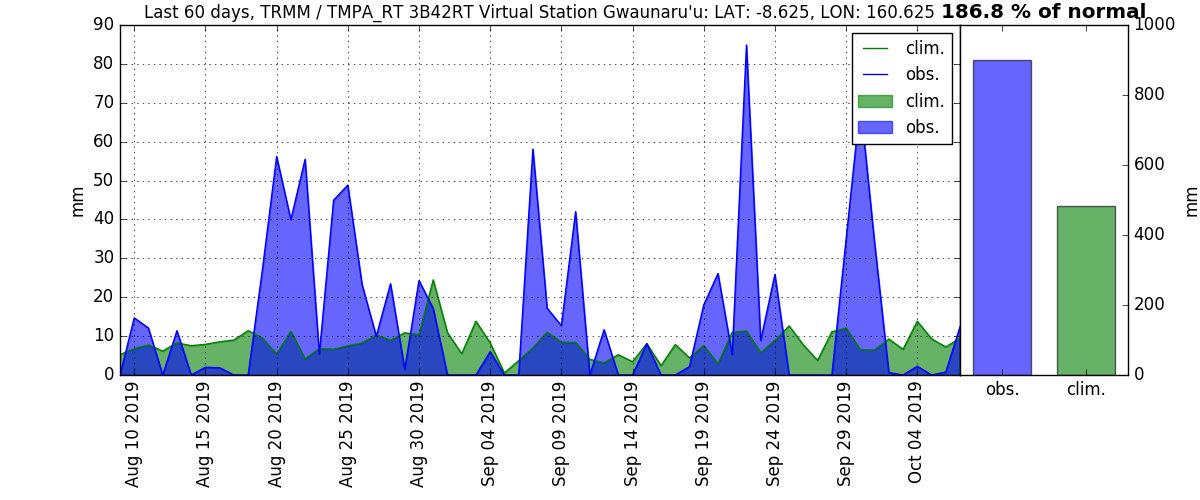 Last 60 days, TRMM / TMPA_RT 3B42RT Virtual Station Gwaunaru'u: LAT: -8.625, LON: 160.625 186.8 % of normal
90
80
70
60
50
40
30
20
10
0
mm
clim.
obs.
clim.
obs.
Aug 10 2019
Aug 15 2019
Aug 20 2019
Aug 25 2019
Aug 30 2019
Sep 04 2019
Sep 09 2019
Sep 14 2019
Sep 19 2019
Sep 24 2019
Sep 29 2019
Oct 04 2019
1000
800
600
400
200
0
mm
obs. clim.